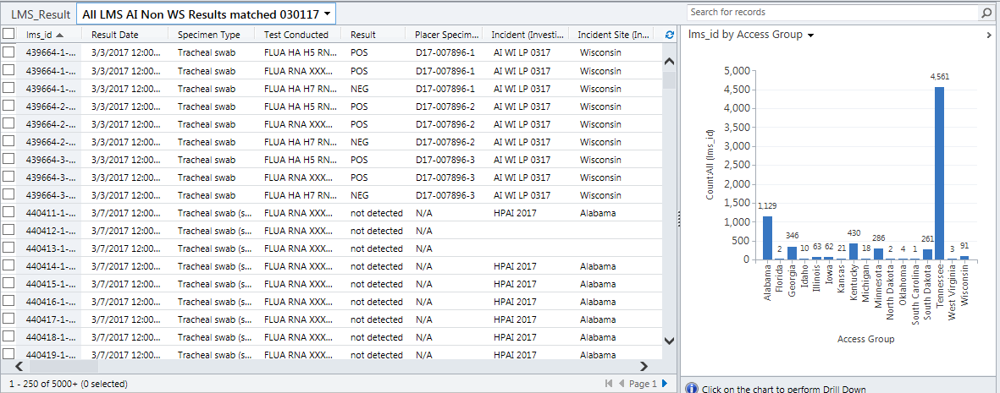 LMS_Result All LMS AI Non WS Results matched 030117
lms_id Result Date Specimen Type Test Conducted Result Placer Specim... Incident (Investi... Incident Site (In...
439664-1-... 3/3/2017 12:00... Tracheal swab FLUA HA H5 RN... POS D17-007896-1 AI WI LP 0317 Wisconsin
439664-1-... 3/3/2017 12:00... Tracheal swab FLUA RNA XXX... POS D17-007896-1 AI WI LP 0317 Wisconsin
439664-1-... 3/3/2017 12:00... Tracheal swab FLUA HA H7 RN... NEG D17-007896-1 AI WI LP 0317 Wisconsin
439664-2-... 3/3/2017 12:00... Tracheal swab FLUA HA H5 RN... POS D17-007896-2 AI WI LP 0317 Wisconsin
439664-2-... 3/3/2017 12:00... Tracheal swab FLUA RNA XXX... POS D17-007896-2 AI WI LP 0317 Wisconsin
439664-2-... 3/3/2017 12:00... Tracheal swab FLUA HA H7 RN... NEG D17-007896-2 AI WI LP 0317 Wisconsin
439664-3-... 3/3/2017 12:00... Tracheal swab FLUA HA H5 RN... POS D17-007896-3 AI WI LP 0317 Wisconsin
439664-3-... 3/3/2017 12:00... Tracheal swab FLUA RNA XXX... POS D17-007896-3 AI WI LP 0317 Wisconsin
439664-3-... 3/3/2017 12:00... Tracheal swab FLUA HA H7 RN... NEG D17-007896-3 AI WI LP 0317 Wisconsin
440411-1-... 3/7/2017 12:00... Tracheal swab (s... FLUA RNA XXX... not detected N/A HPAI 2017 Alabama
440412-1-... 3/7/2017 12:00... Tracheal swab (s... FLUA RNA XXX... not detected N/A
440413-1-... 3/7/2017 12:00... Tracheal swab (s... FLUA RNA XXX... not detected N/A
440414-1-... 3/7/2017 12:00... Tracheal swab (s... FLUA RNA XXX... not detected N/A HPAI 2017 Alabama
440415-1-... 3/7/2017 12:00... Tracheal swab (s... FLUA RNA XXX... not detected N/A HPAI 2017 Alabama
440416-1-... 3/7/2017 12:00... Tracheal swab (s... FLUA RNA XXX... not detected N/A HPAI 2017 Alabama
440417-1-... 3/7/2017 12:00... Tracheal swab (s... FLUA RNA XXX... not detected N/A HPAI 2017 Alabama
440418-1-... 3/7/2017 12:00... Tracheal swab (s... FLUA RNA XXX... not detected N/A HPAI 2017 Alabama
440419-1-... 3/7/2017 12:00... Tracheal swab (s... FLUA RNA XXX... not detected N/A HPAI 2017 Alabama
1 - 250 of 5000+ (0 selected) Page 1
Search for records
lms_id by Access Group
Count:All (lms_id)
5,000
4,500
4,000
3,500
3,000
2,500
2,000
1,500
1,000
500
0
1,129 2 346 10 63 62 21 430 18 286 2 4 1 261 4,561 3 91
Alabama
Florida
Georgia
Idaho
Illinois
Iowa
Kansas
Kentucky
Michigan
Minnesota
North Dakota
Oklahoma
South Carolina
South Dakota
Tennessee
West Virginia
Wisconsin
Access Group
Click on the chart to perform Drill Down